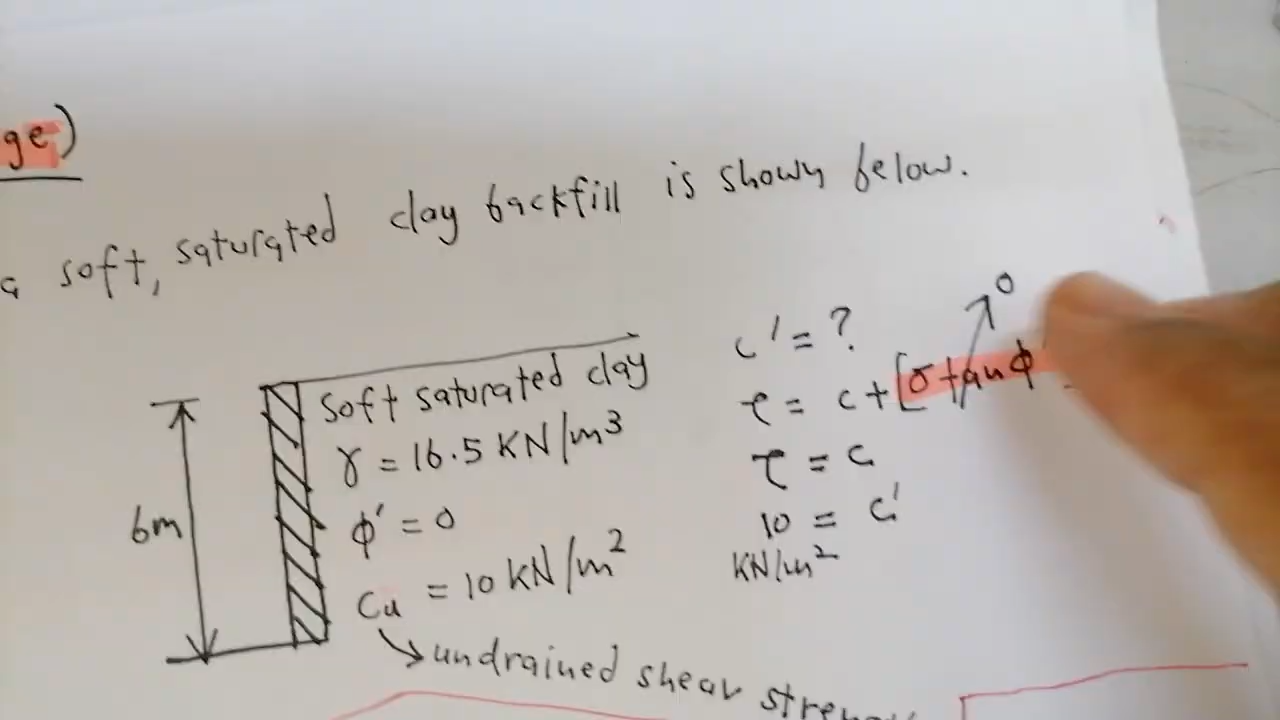 ge)
a soft, saturated clay backfill is shown below.
Soft saturated clay
γ = 16.5 KN/m³
6m
ϕ' = 0
Cu = 10 KN/m²
undrained shear
c' = ?
0
τ = c + [σ tan ϕ
τ = c
10 = c'
KN/m²